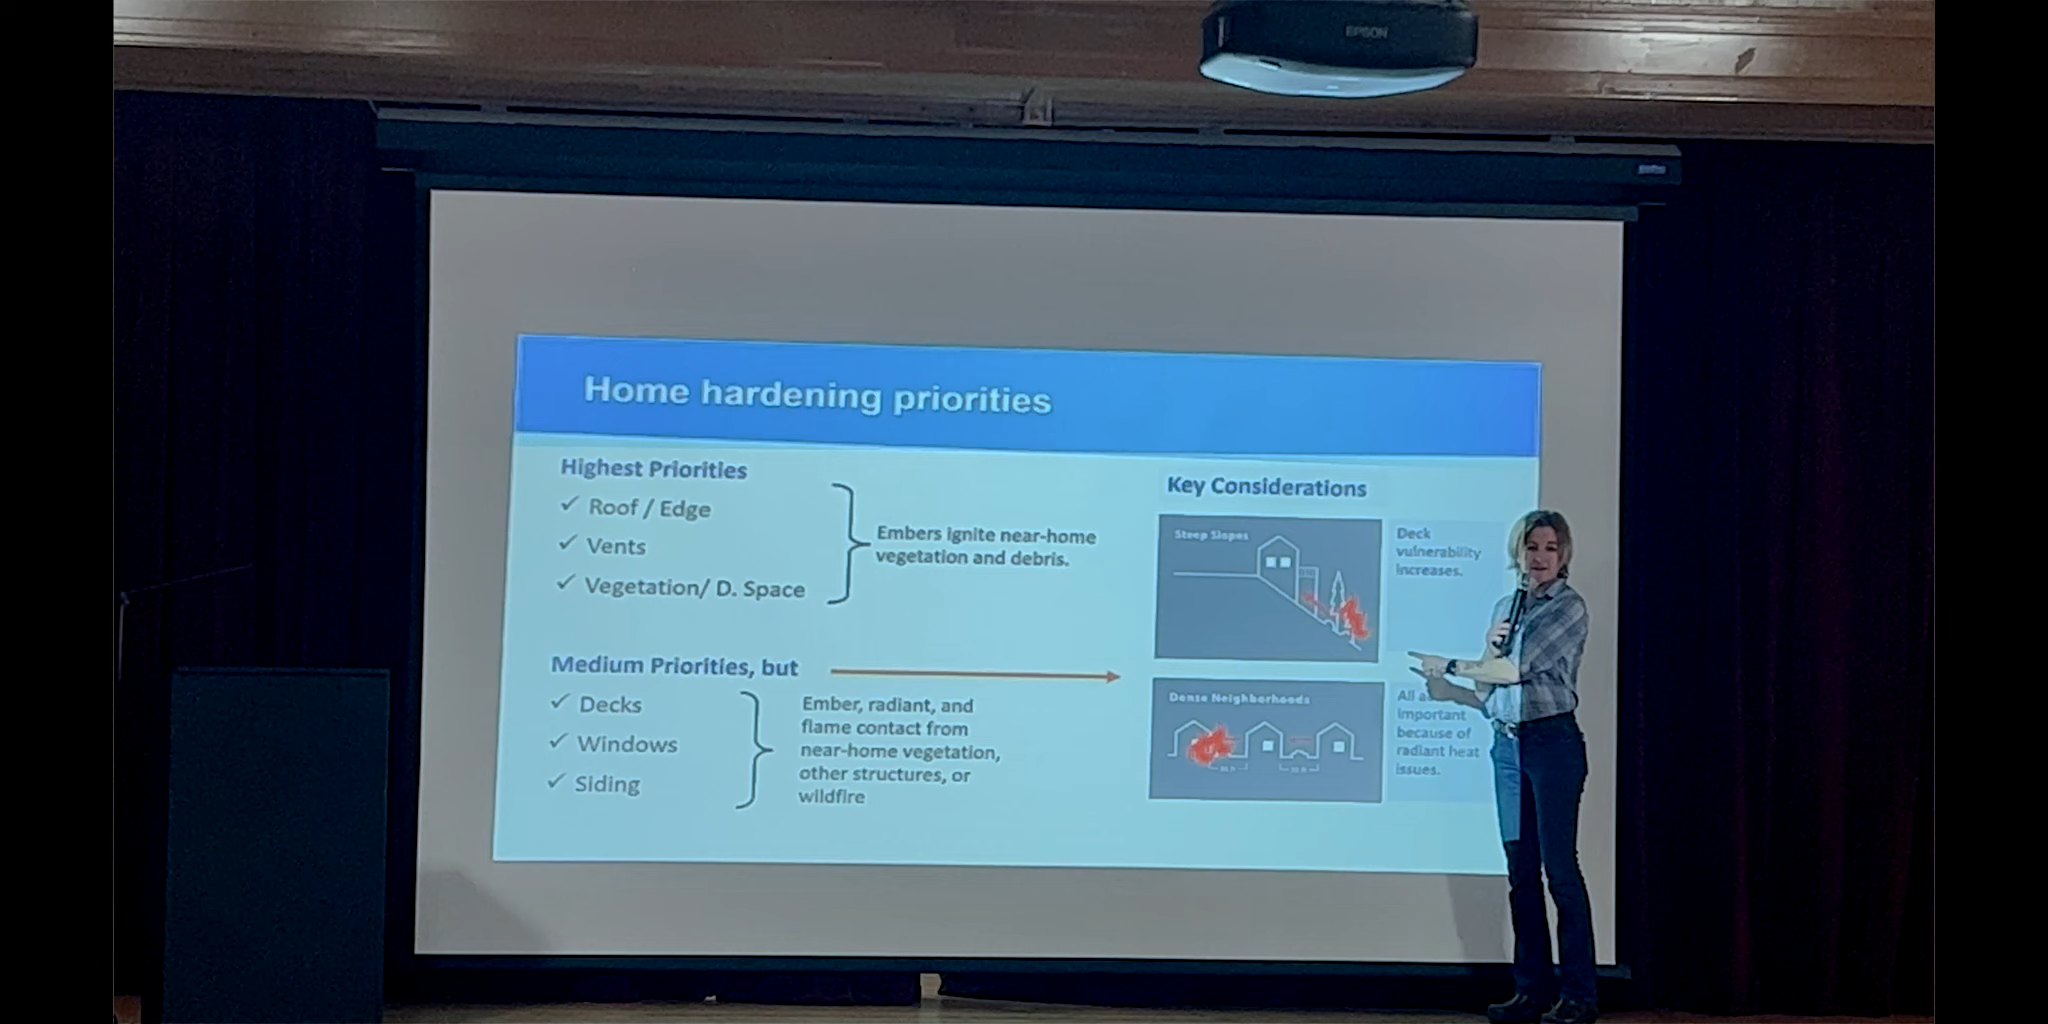 EPSON
Home hardening priorities
Highest Priorities
✓ Roof / Edge
✓ Vents
✓ Vegetation/ D. Space
Embers ignite near-home
vegetation and debris.
Medium Priorities, but
✓ Decks
✓ Windows
✓ Siding
Ember, radiant, and
flame contact from
near-home vegetation,
other structures, or
wildfire
Key Considerations
Steep Slopes
Deck
vulnerability
increases.
Dense Neighborhoods
All
important
because of
radiant heat
issues.